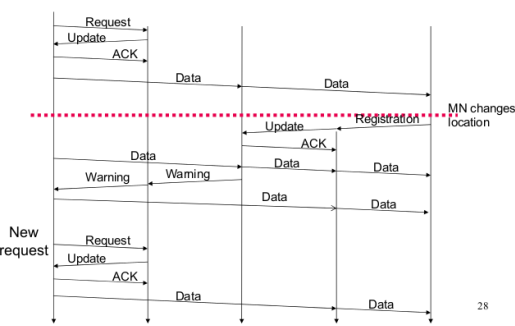 Request
Update
ACK
Data
Data
MN changes
location
Registration
Update
ACK
Data
Data
Data
Warning
Warning
Data
Data
New
request
Request
Update
ACK
Data
Data
28